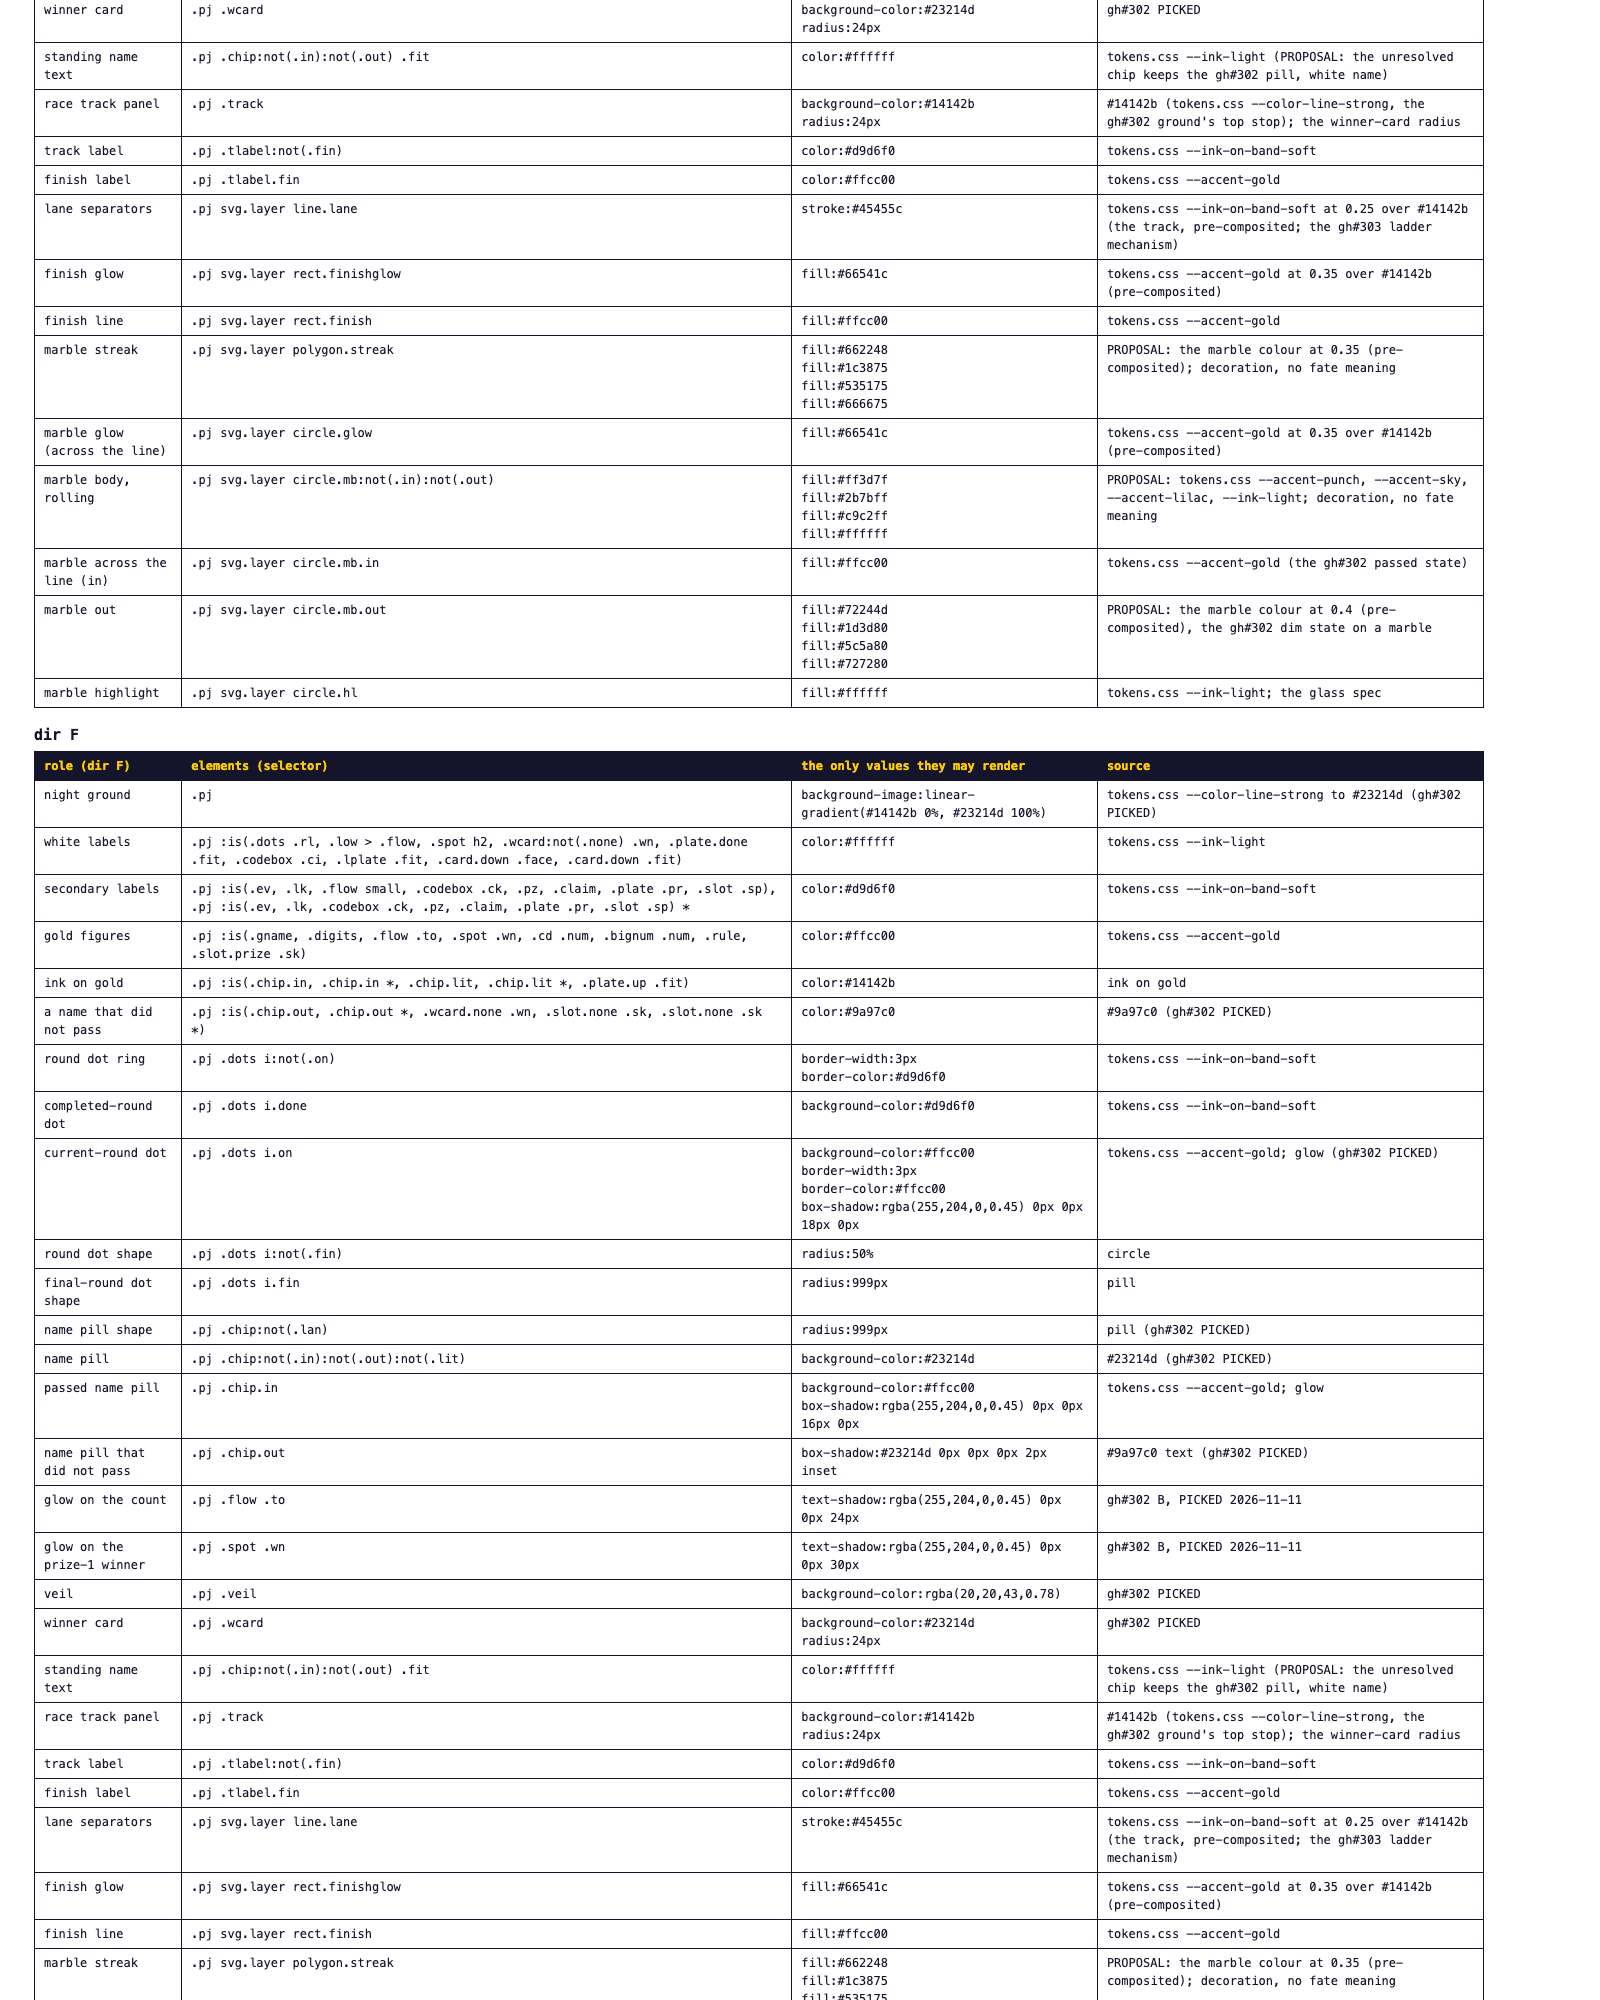 winner card .pj .wcard background-color:#23214d gh#302 PICKED
radius:24px
standing name .pj .chip:not(.in):not(.out) .fit color:#ffffff tokens.css --ink-light (PROPOSAL: the unresolved
text chip keeps the gh#302 pill, white name)
race track panel .pj .track background-color:#14142b #14142b (tokens.css --color-line-strong, the
radius:24px gh#302 ground's top stop); the winner-card radius
track label .pj .tlabel:not(.fin) color:#d9d6f0 tokens.css --ink-on-band-soft
finish label .pj .tlabel.fin color:#ffcc00 tokens.css --accent-gold
lane separators .pj svg.layer line.lane stroke:#45455c tokens.css --ink-on-band-soft at 0.25 over #14142b
(the track, pre-composited; the gh#303 ladder
mechanism)
finish glow .pj svg.layer rect.finishglow fill:#66541c tokens.css --accent-gold at 0.35 over #14142b
(pre-composited)
finish line .pj svg.layer rect.finish fill:#ffcc00 tokens.css --accent-gold
marble streak .pj svg.layer polygon.streak fill:#662248 PROPOSAL: the marble colour at 0.35 (pre-
fill:#1c3875 composited); decoration, no fate meaning
fill:#535175
fill:#666675
marble glow .pj svg.layer circle.glow fill:#66541c tokens.css --accent-gold at 0.35 over #14142b
(across the line) (pre-composited)
marble body, .pj svg.layer circle.mb:not(.in):not(.out) fill:#ff3d7f PROPOSAL: tokens.css --accent-punch, --accent-sky,
rolling fill:#2b7bff --accent-lilac, --ink-light; decoration, no fate
fill:#c9c2ff meaning
fill:#ffffff
marble across the .pj svg.layer circle.mb.in fill:#ffcc00 tokens.css --accent-gold (the gh#302 passed state)
line (in)
marble out .pj svg.layer circle.mb.out fill:#72244d PROPOSAL: the marble colour at 0.4 (pre-
fill:#1d3d80 composited), the gh#302 dim state on a marble
fill:#5c5a80
fill:#727280
marble highlight .pj svg.layer circle.hl fill:#ffffff tokens.css --ink-light; the glass spec
dir F
role (dir F) elements (selector) the only values they may render source
night ground .pj background-image:linear- tokens.css --color-line-strong to #23214d (gh#302
gradient(#14142b 0%, #23214d 100%) PICKED)
white labels .pj :is(.dots .rl, .low > .flow, .spot h2, .wcard:not(.none) .wn, .plate.done color:#ffffff tokens.css --ink-light
.fit, .codebox .ci, .lplate .fit, .card.down .face, .card.down .fit)
secondary labels .pj :is(.ev, .lk, .flow small, .codebox .ck, .pz, .claim, .plate .pr, .slot .sp), color:#d9d6f0 tokens.css --ink-on-band-soft
.pj :is(.ev, .lk, .codebox .ck, .pz, .claim, .plate .pr, .slot .sp) *
gold figures .pj :is(.gname, .digits, .flow .to, .spot .wn, .cd .num, .bignum .num, .rule, color:#ffcc00 tokens.css --accent-gold
.slot.prize .sk)
ink on gold .pj :is(.chip.in, .chip.in *, .chip.lit, .chip.lit *, .plate.up .fit) color:#14142b ink on gold
a name that did .pj :is(.chip.out, .chip.out *, .wcard.none .wn, .slot.none .sk, .slot.none .sk color:#9a97c0 #9a97c0 (gh#302 PICKED)
not pass *)
round dot ring .pj .dots i:not(.on) border-width:3px tokens.css --ink-on-band-soft
border-color:#d9d6f0
completed-round .pj .dots i.done background-color:#d9d6f0 tokens.css --ink-on-band-soft
dot
current-round dot .pj .dots i.on background-color:#ffcc00 tokens.css --accent-gold; glow (gh#302 PICKED)
border-width:3px
border-color:#ffcc00
box-shadow:rgba(255,204,0,0.45) 0px 0px
18px 0px
round dot shape .pj .dots i:not(.fin) radius:50% circle
final-round dot .pj .dots i.fin radius:999px pill
shape
name pill shape .pj .chip:not(.lan) radius:999px pill (gh#302 PICKED)
name pill .pj .chip:not(.in):not(.out):not(.lit) background-color:#23214d #23214d (gh#302 PICKED)
passed name pill .pj .chip.in background-color:#ffcc00 tokens.css --accent-gold; glow
box-shadow:rgba(255,204,0,0.45) 0px 0px
16px 0px
name pill that .pj .chip.out box-shadow:#23214d 0px 0px 0px 2px #9a97c0 text (gh#302 PICKED)
did not pass inset
glow on the count .pj .flow .to text-shadow:rgba(255,204,0,0.45) 0px gh#302 B, PICKED 2026-11-11
0px 24px
glow on the .pj .spot .wn text-shadow:rgba(255,204,0,0.45) 0px gh#302 B, PICKED 2026-11-11
prize-1 winner 0px 30px
veil .pj .veil background-color:rgba(20,20,43,0.78) gh#302 PICKED
winner card .pj .wcard background-color:#23214d gh#302 PICKED
radius:24px
standing name .pj .chip:not(.in):not(.out) .fit color:#ffffff tokens.css --ink-light (PROPOSAL: the unresolved
text chip keeps the gh#302 pill, white name)
race track panel .pj .track background-color:#14142b #14142b (tokens.css --color-line-strong, the
radius:24px gh#302 ground's top stop); the winner-card radius
track label .pj .tlabel:not(.fin) color:#d9d6f0 tokens.css --ink-on-band-soft
finish label .pj .tlabel.fin color:#ffcc00 tokens.css --accent-gold
lane separators .pj svg.layer line.lane stroke:#45455c tokens.css --ink-on-band-soft at 0.25 over #14142b
(the track, pre-composited; the gh#303 ladder
mechanism)
finish glow .pj svg.layer rect.finishglow fill:#66541c tokens.css --accent-gold at 0.35 over #14142b
(pre-composited)
finish line .pj svg.layer rect.finish fill:#ffcc00 tokens.css --accent-gold
marble streak .pj svg.layer polygon.streak fill:#662248 PROPOSAL: the marble colour at 0.35 (pre-
fill:#1c3875 composited); decoration, no fate meaning
fill:#535175